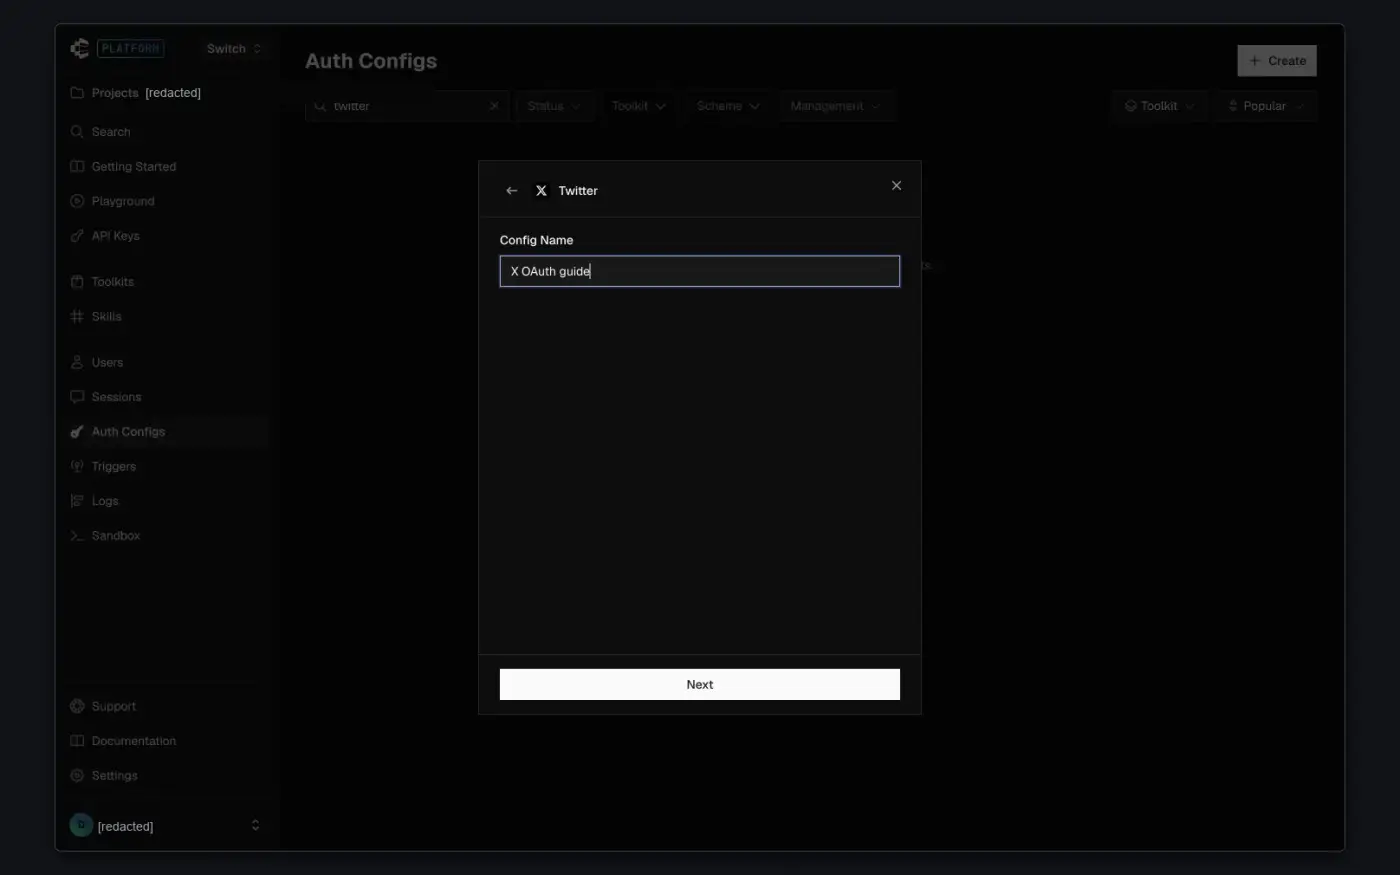 PLATFORM
Switch
Projects [redacted]
Search
Getting Started
Playground
API Keys
Toolkits
Skills
Users
Sessions
Auth Configs
Triggers
Logs
Sandbox
Support
Documentation
Settings
[redacted]
Auth Configs
Create
twitter
Status
Toolkit
Scheme
Management
Toolkit
Popular
Twitter
Config Name
X OAuth guide
Next